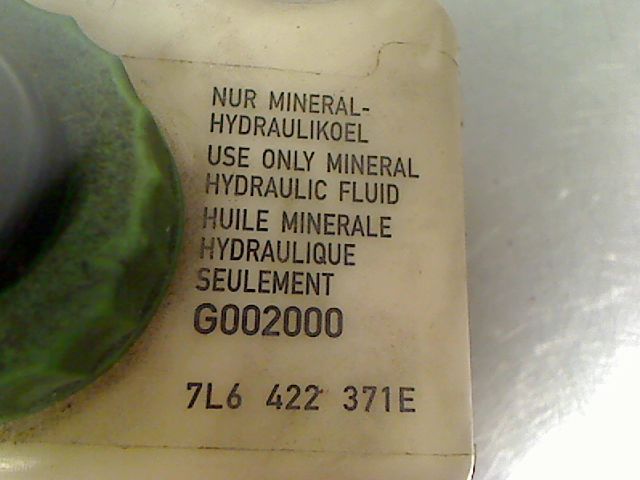 NUR MINERAL-
HYDRAULIKOEL
USE ONLY MINERAL
HYDRAULIC FLUID
HUILE MINERALE
HYDRAULIQUE
SEULEMENT
G002000
7L6 422 371E